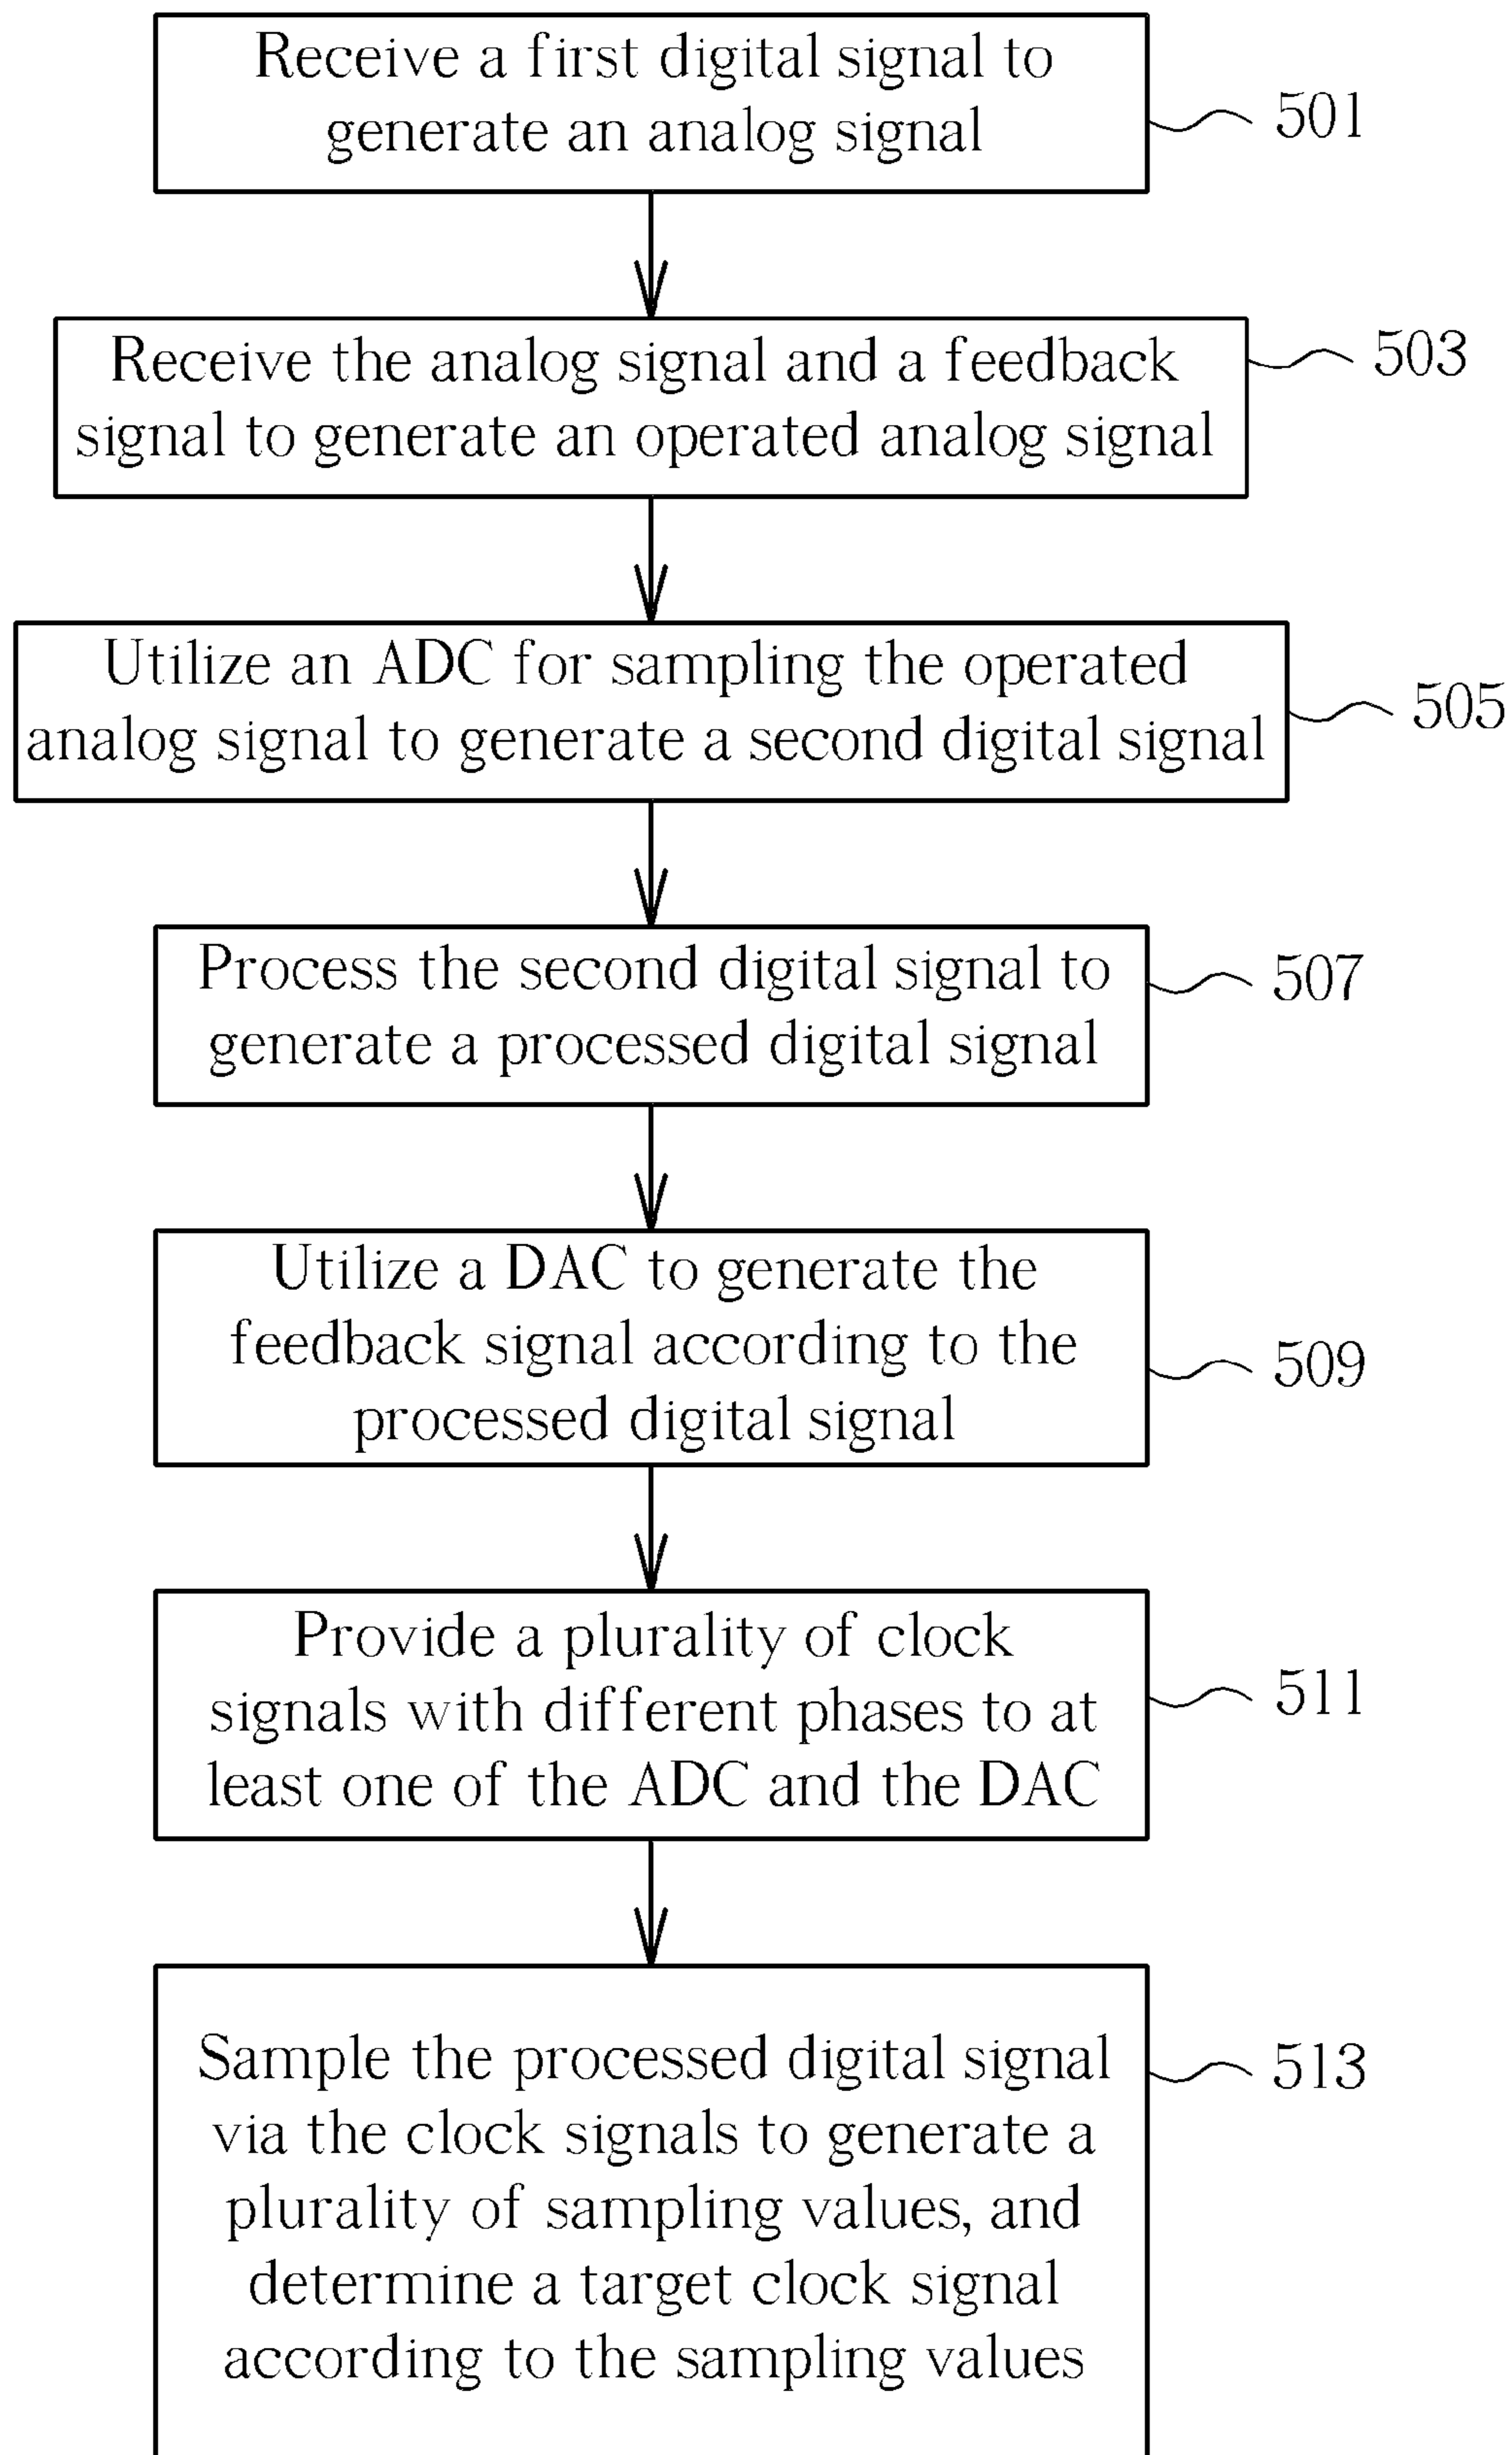 Receive a first digital signal to
generate an analog signal
501
Receive the analog signal and a feedback
signal to generate an operated analog signal
503
Utilize an ADC for sampling the operated
analog signal to generate a second digital signal
505
Process the second digital signal to
generate a processed digital signal
507
Utilize a DAC to generate the
feedback signal according to the
processed digital signal
509
Provide a plurality of clock
signals with different phases to at
least one of the ADC and the DAC
511
Sample the processed digital signal
via the clock signals to generate a
plurality of sampling values, and
determine a target clock signal
according to the sampling values
513